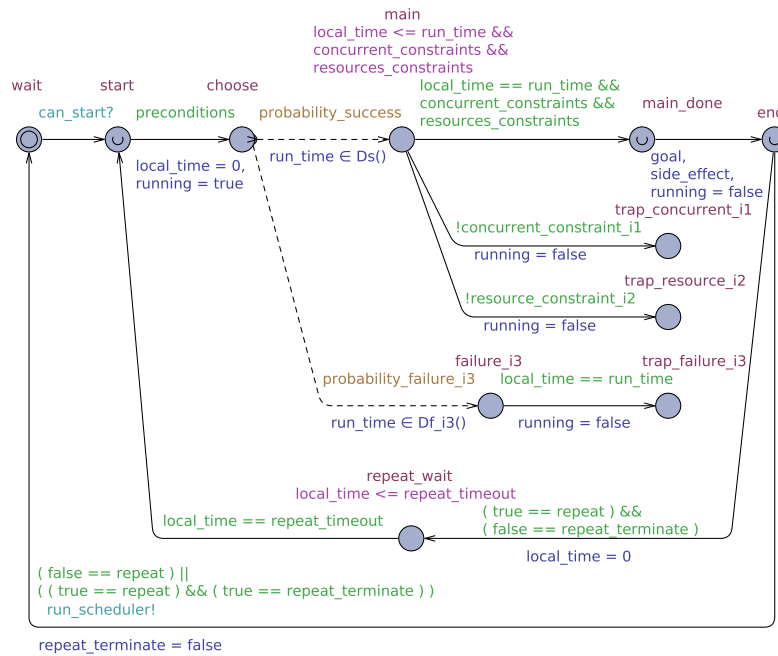 main
local_time <= run_time &&
concurrent_constraints &&
resources_constraints
wait
start
choose
can_start?
preconditions
probability_success
local_time == run_time &&
concurrent_constraints &&
resources_constraints
main_done
end
local_time = 0,
running = true
run_time ∈ Ds()
goal,
side_effect,
running = false
trap_concurrent_i1
!concurrent_constraint_i1
running = false
trap_resource_i2
!resource_constraint_i2
running = false
failure_i3
trap_failure_i3
probability_failure_i3
local_time == run_time
run_time ∈ Df_i3()
running = false
repeat_wait
local_time <= repeat_timeout
local_time == repeat_timeout
( true == repeat ) &&
( false == repeat_terminate )
local_time = 0
( false == repeat ) ||
( ( true == repeat ) && ( true == repeat_terminate ) )
run_scheduler!
repeat_terminate = false